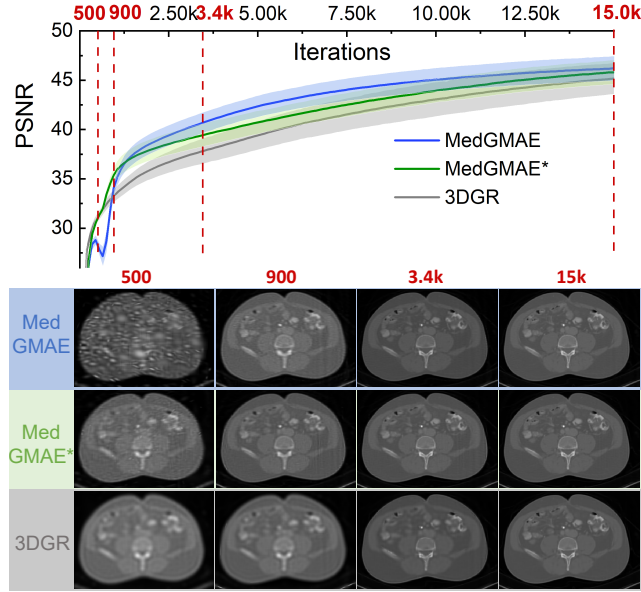 500 900 2.50k 3.4k 5.00k 7.50k 10.00k 12.50k 15.0k
50
Iterations
45
PSNR
40
MedGMAE
35
MedGMAE*
3DGR
30
500 900 3.4k 15k
Med
GMAE
Med
GMAE*
3DGR